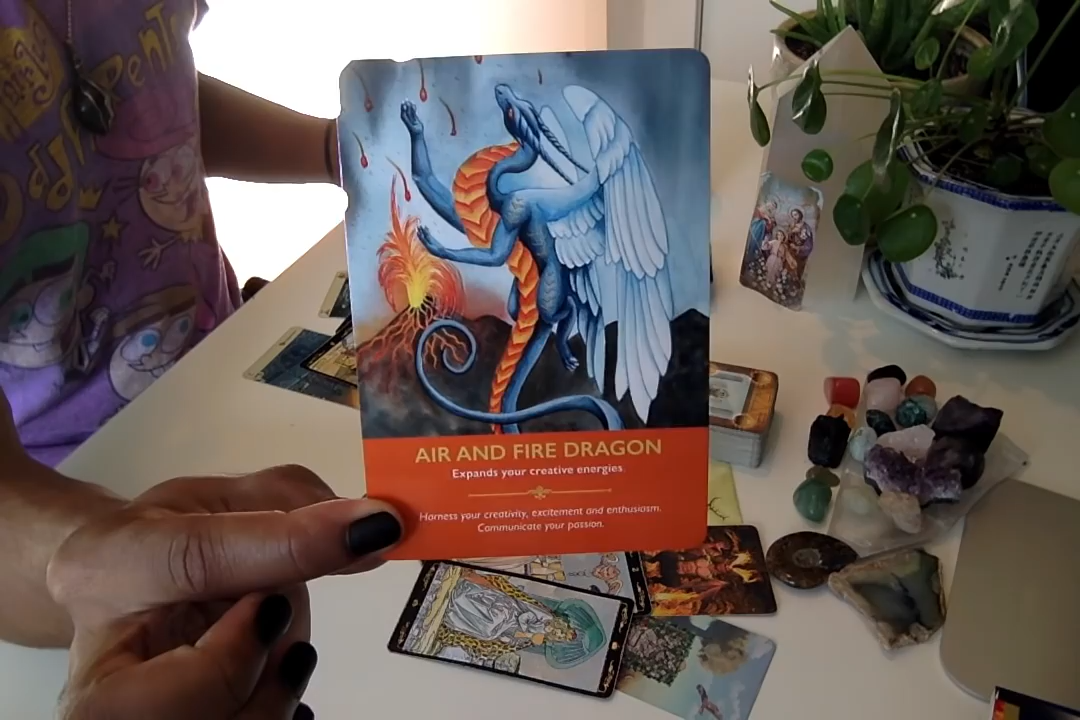 AIR AND FIRE DRAGON
Expands your creative energies.
Harness your creativity, excitement and enthusiasm.
Communicate your passion.